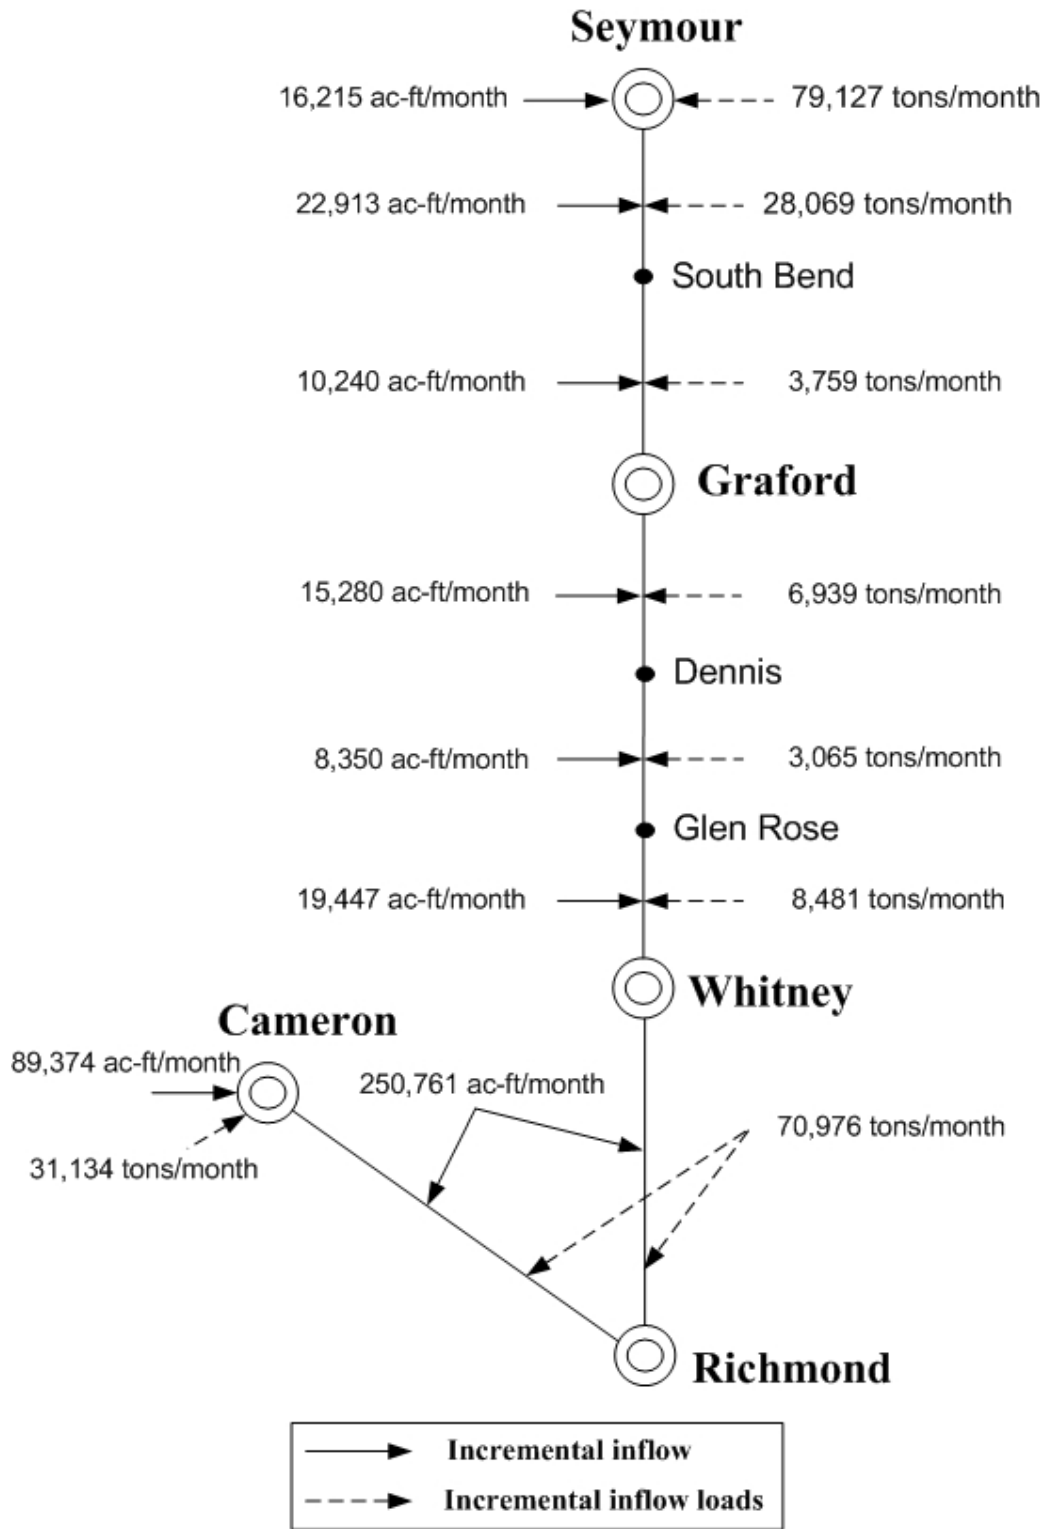 Seymour
16,215 ac-ft/month
79,127 tons/month
22,913 ac-ft/month
28,069 tons/month
South Bend
10,240 ac-ft/month
3,759 tons/month
Graford
15,280 ac-ft/month
6,939 tons/month
Dennis
8,350 ac-ft/month
3,065 tons/month
Glen Rose
19,447 ac-ft/month
8,481 tons/month
Whitney
Cameron
89,374 ac-ft/month
250,761 ac-ft/month
70,976 tons/month
31,134 tons/month
Richmond
Incremental inflow
Incremental inflow loads